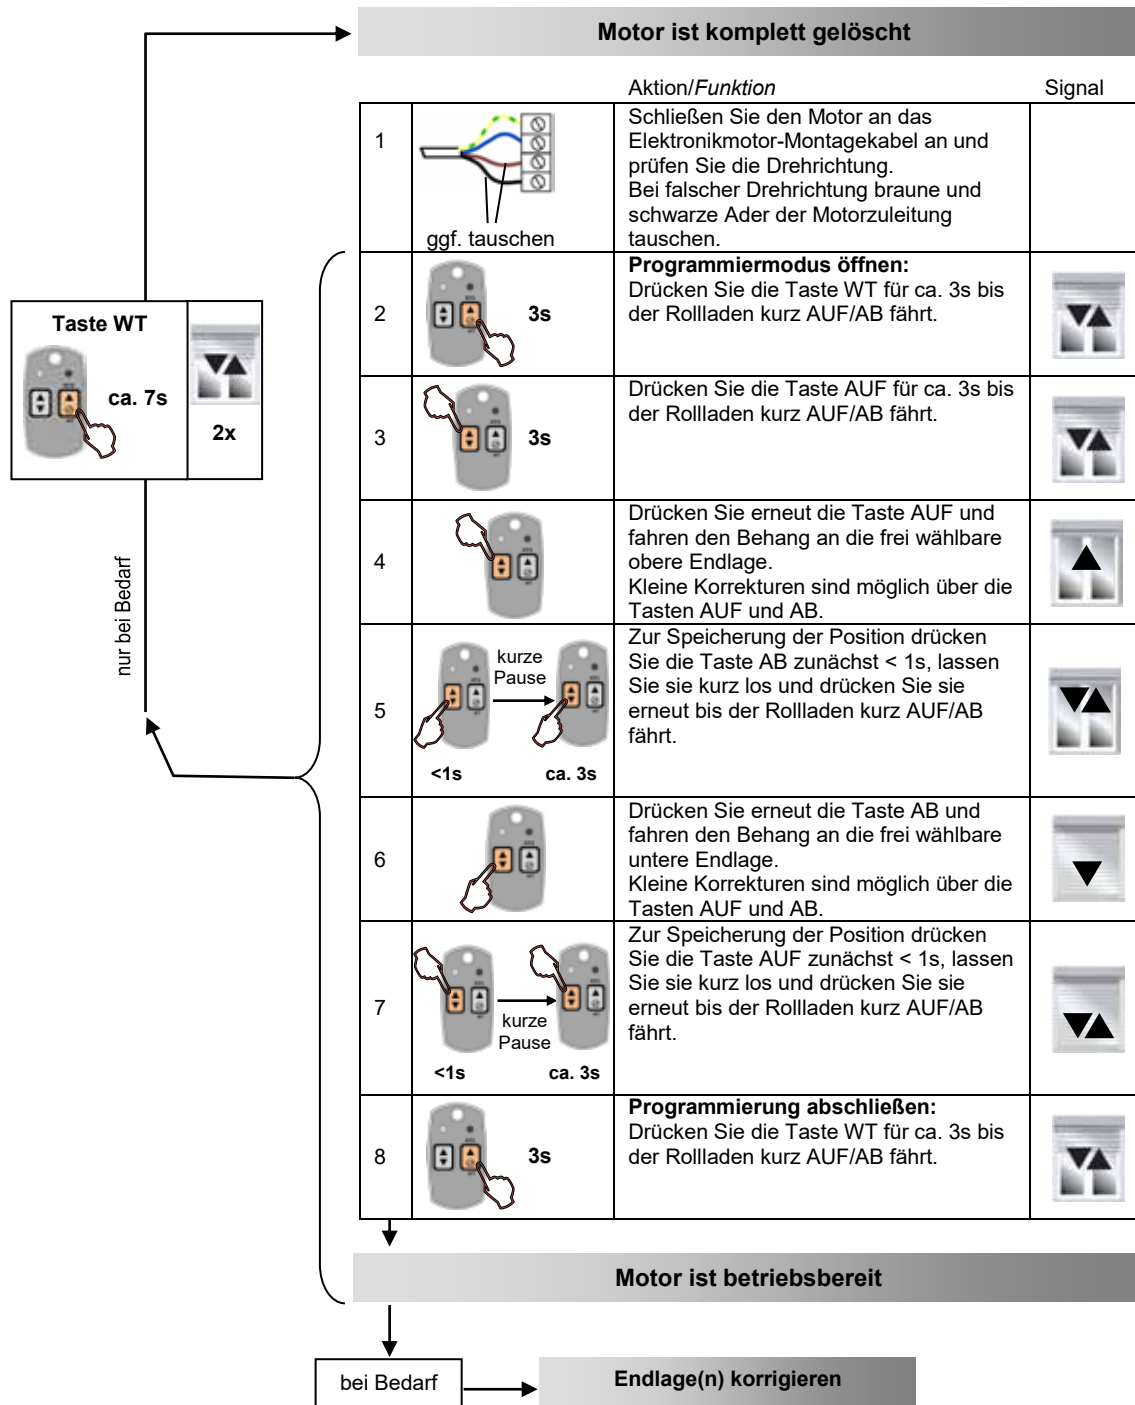 Motor ist komplett gelöscht
Aktion/Funktion
Signal
1
ggf. tauschen
Schließen Sie den Motor an das
Elektronikmotor-Montagekabel an und
prüfen Sie die Drehrichtung.
Bei falscher Drehrichtung braune und
schwarze Ader der Motorzuleitung
tauschen.
Taste WT
ca. 7s
2x
nur bei Bedarf
2
3s
Programmiermodus öffnen:
Drücken Sie die Taste WT für ca. 3s bis
der Rollladen kurz AUF/AB fährt.
3
3s
Drücken Sie die Taste AUF für ca. 3s bis
der Rollladen kurz AUF/AB fährt.
4
Drücken Sie erneut die Taste AUF und
fahren den Behang an die frei wählbare
obere Endlage.
Kleine Korrekturen sind möglich über die
Tasten AUF und AB.
5
kurze
Pause
<1s
ca. 3s
Zur Speicherung der Position drücken
Sie die Taste AB zunächst < 1s, lassen
Sie sie kurz los und drücken Sie sie
erneut bis der Rollladen kurz AUF/AB
fährt.
6
Drücken Sie erneut die Taste AB und
fahren den Behang an die frei wählbare
untere Endlage.
Kleine Korrekturen sind möglich über die
Tasten AUF und AB.
7
kurze
Pause
<1s
ca. 3s
Zur Speicherung der Position drücken
Sie die Taste AUF zunächst < 1s, lassen
Sie sie kurz los und drücken Sie sie
erneut bis der Rollladen kurz AUF/AB
fährt.
8
3s
Programmierung abschließen:
Drücken Sie die Taste WT für ca. 3s bis
der Rollladen kurz AUF/AB fährt.
Motor ist betriebsbereit
bei Bedarf
Endlage(n) korrigieren